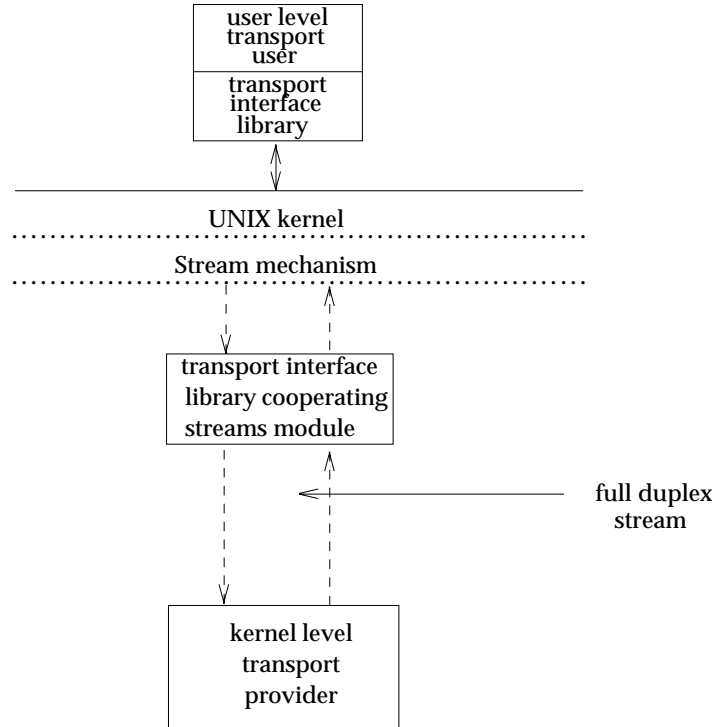 user level
transport
user
transport
interface
library
UNIX kernel
Stream mechanism
transport interface
library cooperating
streams module
full duplex
stream
kernel level
transport
provider